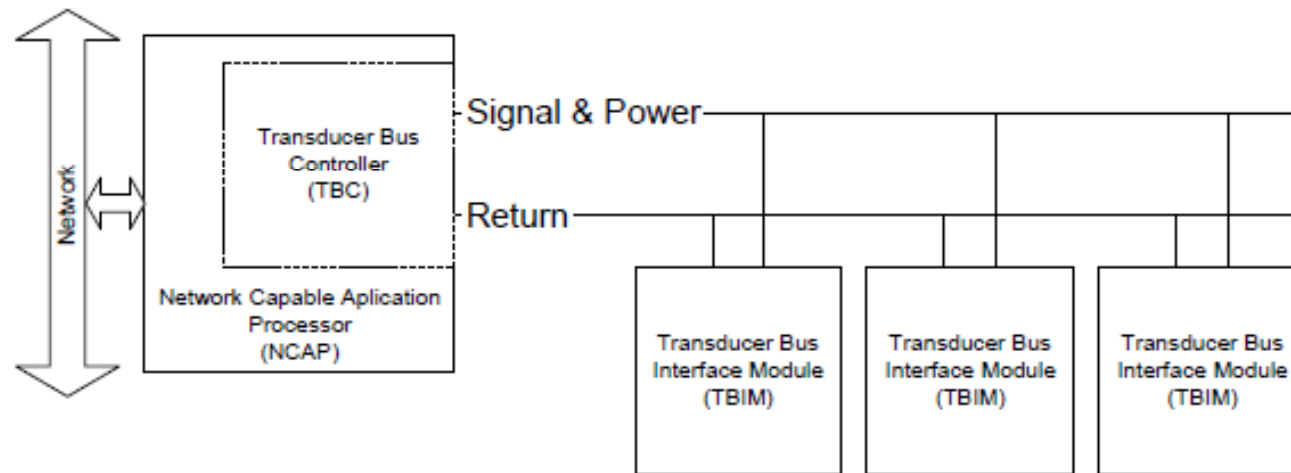 Network
Transducer Bus
Controller
(TBC)
Network Capable Aplication
Processor
(NCAP)
Signal & Power
Return
Transducer Bus
Interface Module
(TBIM)
Transducer Bus
Interface Module
(TBIM)
Transducer Bus
Interface Module
(TBIM)